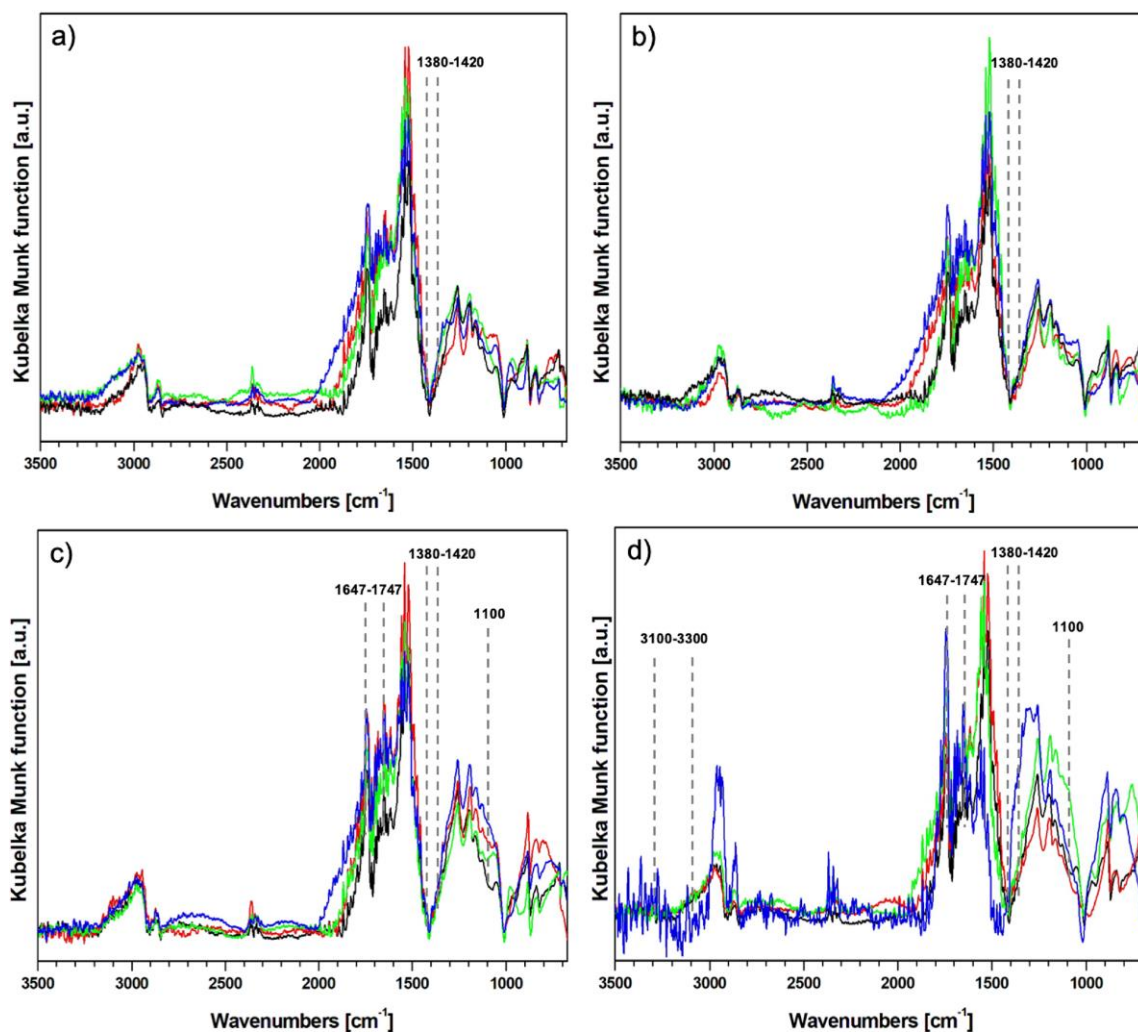 a)
1380-1420
Kubelka Munk function [a.u.]
3500 3000 2500 2000 1500 1000
Wavenumbers [cm-1]
b)
1380-1420
Kubelka Munk function [a.u.]
3500 3000 2500 2000 1500 1000
Wavenumbers [cm-1]
c)
1380-1420
1647-1747
1100
Kubelka Munk function [a.u.]
3500 3000 2500 2000 1500 1000
Wavenumbers [cm-1]
d)
1380-1420
1647-1747
1100
3100-3300
Kubelka Munk function [a.u.]
3500 3000 2500 2000 1500 1000
Wavenumbers [cm-1]